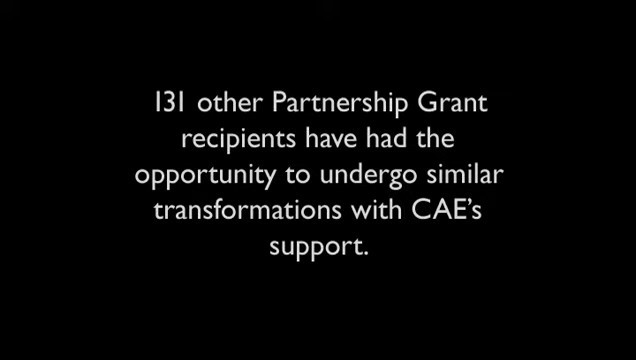 131 other Partnership Grant
recipients have had the
opportunity to undergo similar
transformations with CAE's
support.